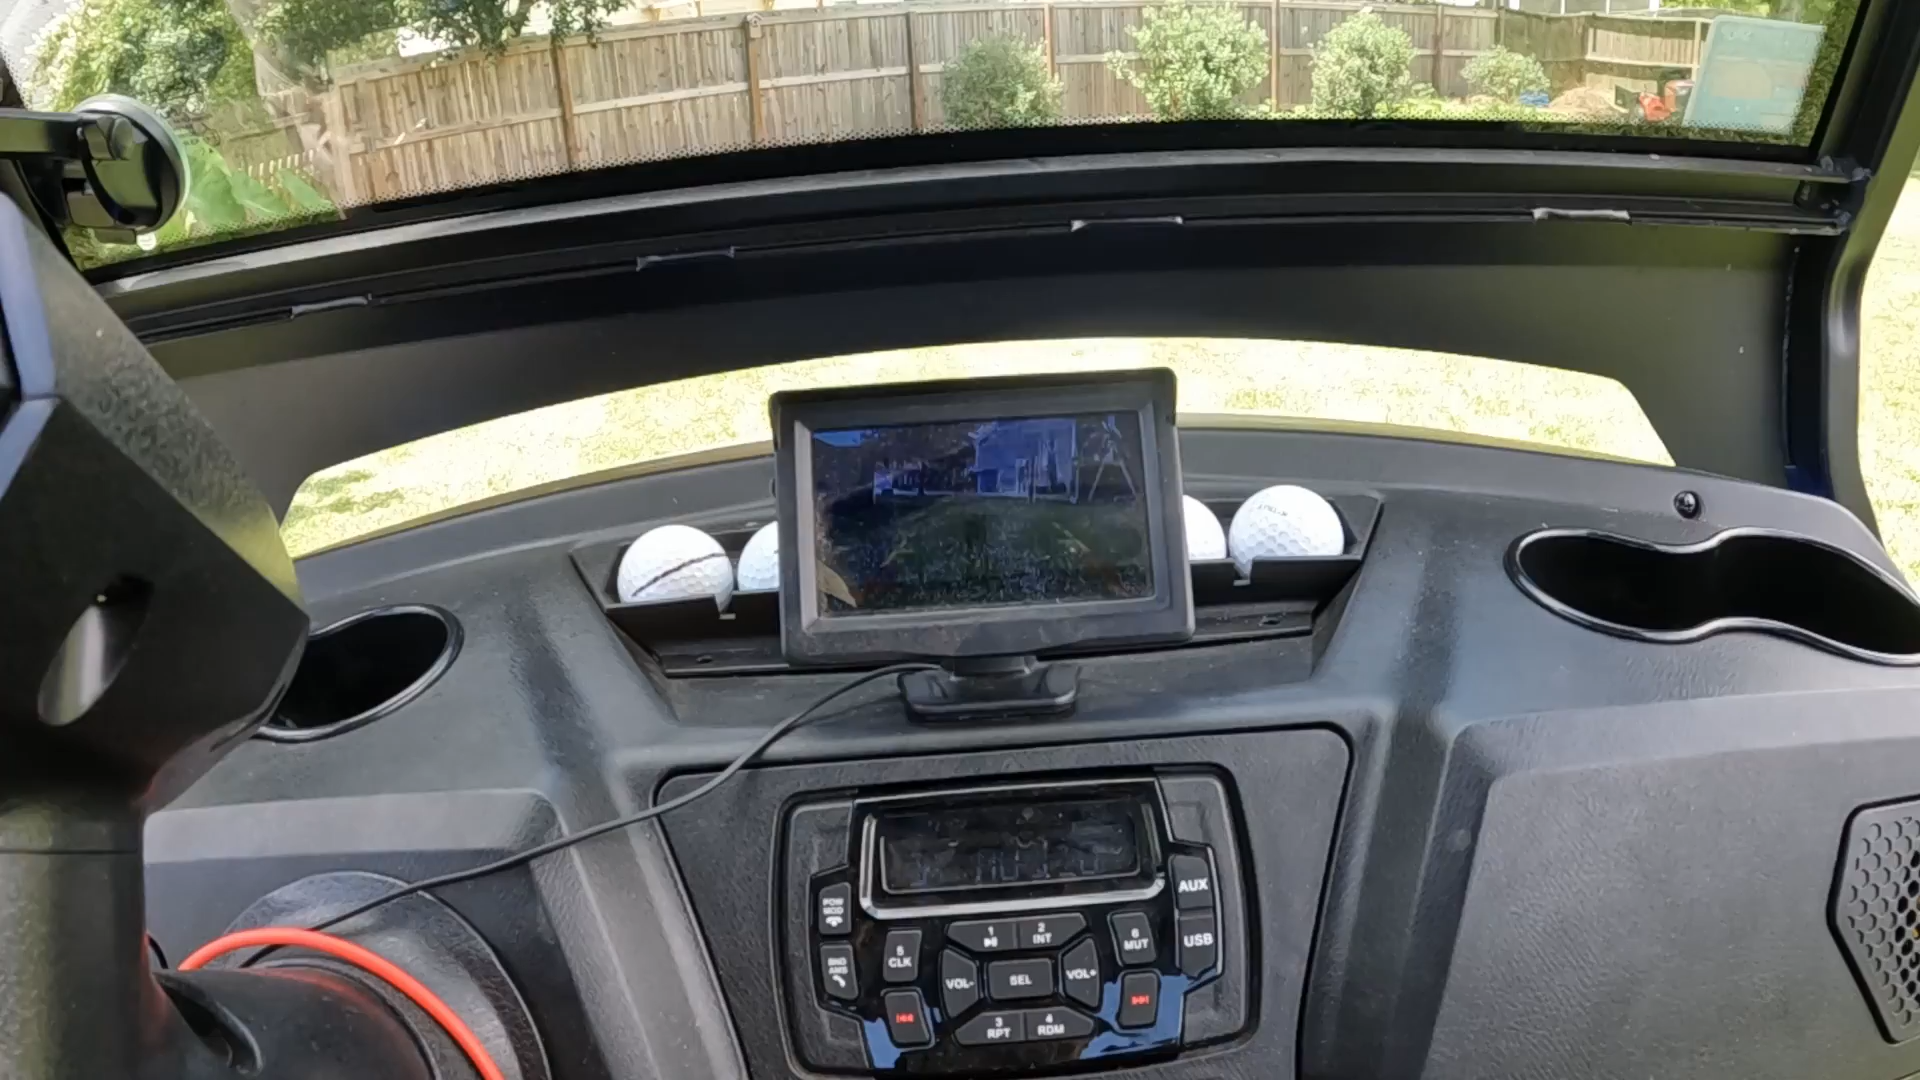 AUX
POW
MOD
1
2
INT
6
MUT
USB
5
CLK
BND
AMS
VOL-
SEL
VOL+
3
RPT
4
RDM